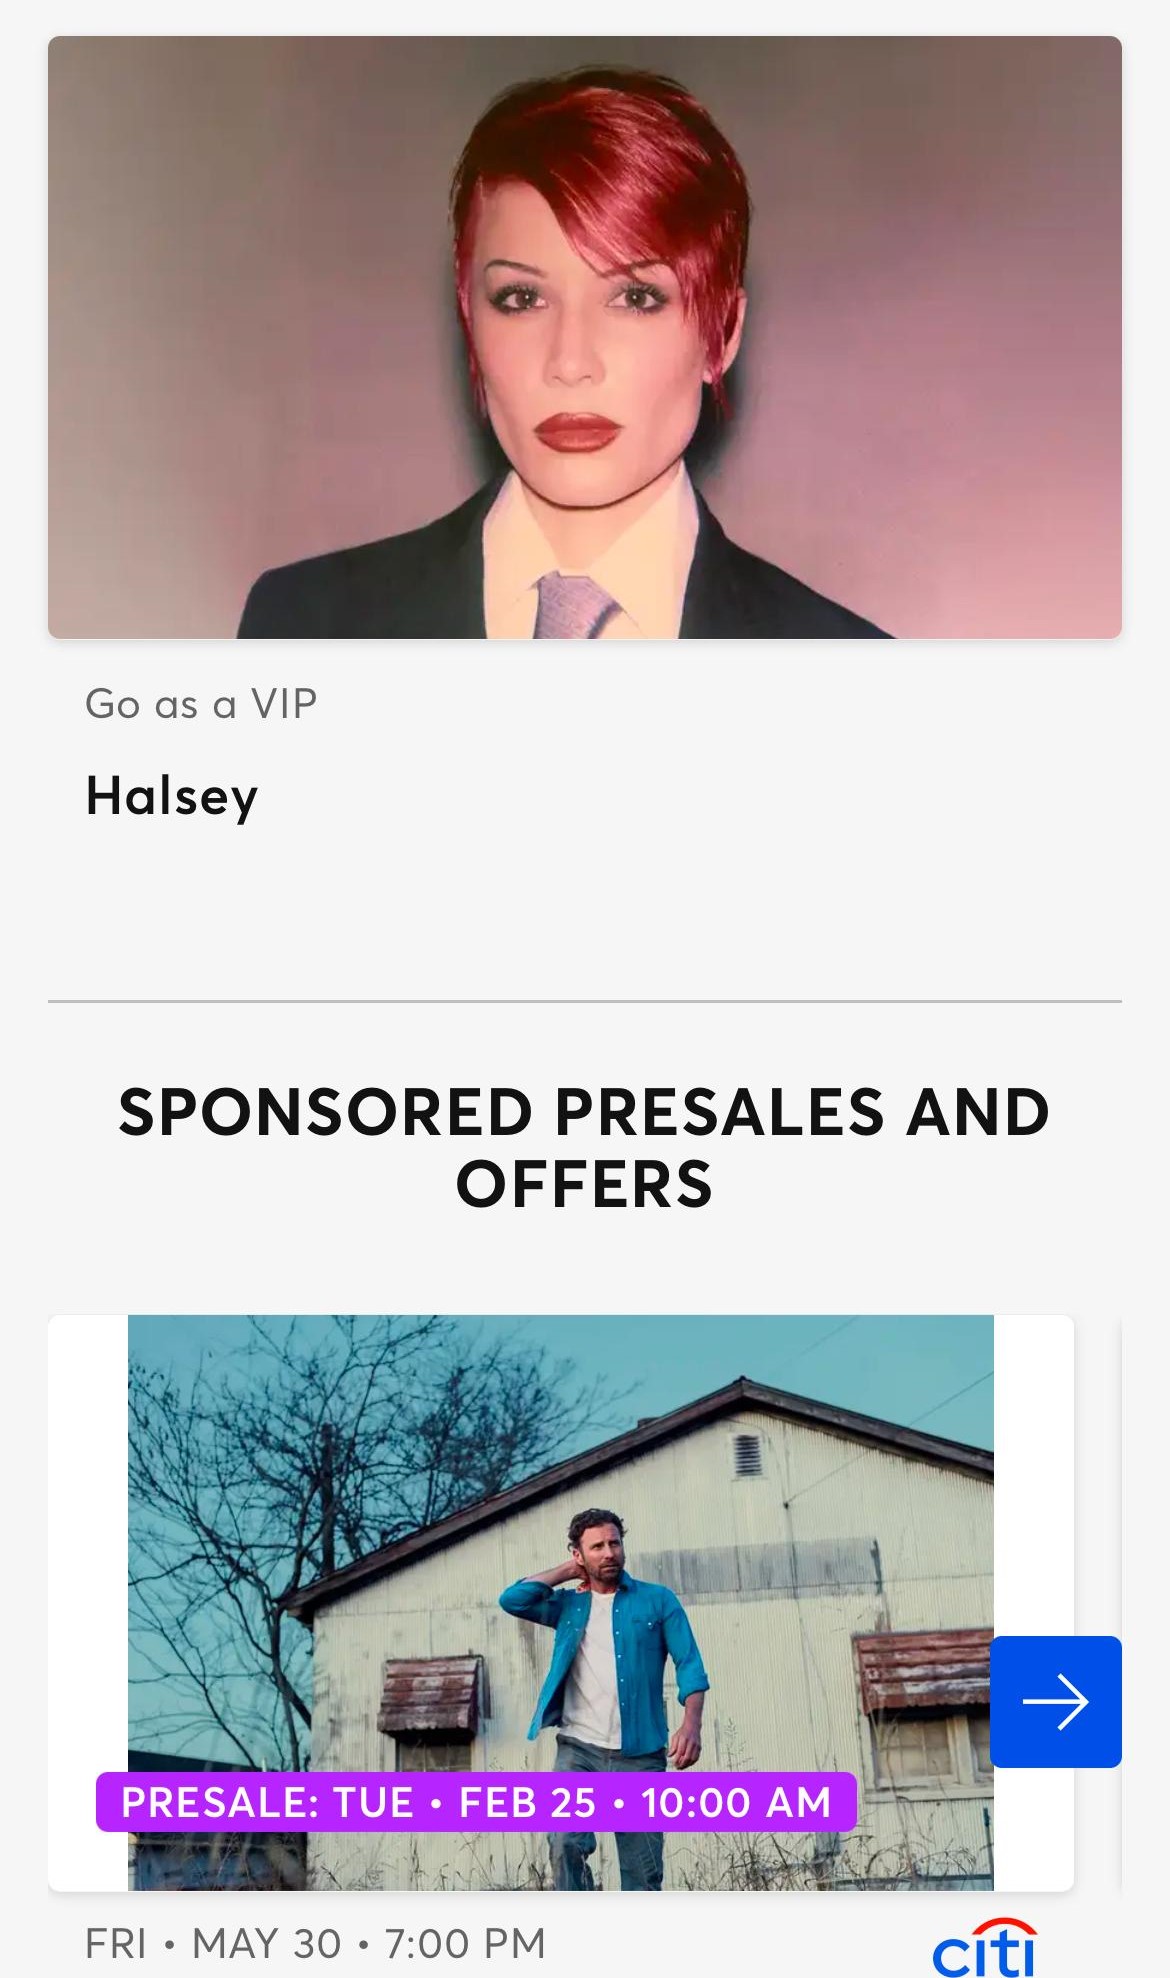 Go as a VIP
Halsey
SPONSORED PRESALES AND
OFFERS
PRESALE: TUE • FEB 25 • 10:00 AM
FRI • MAY 30 • 7:00 PM
citi